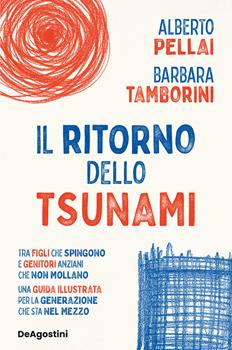 ALBERTO
PELLAI
BARBARA
TAMBORINI
IL RITORNO
DELLO
TSUNAMI
TRA FIGLI CHE SPINGONO
E GENITORI ANZIANI
CHE NON MOLLANO
UNA GUIDA ILLUSTRATA
PER LA GENERAZIONE
CHE STA NEL MEZZO
DeAgostini